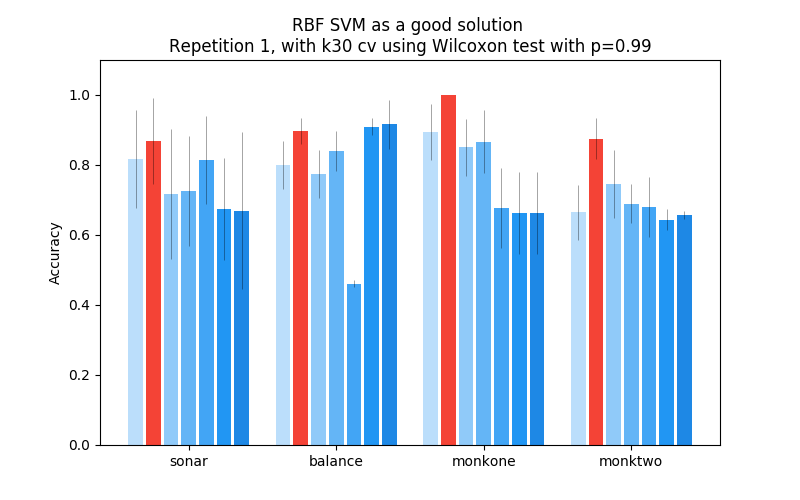 RBF SVM as a good solution
Repetition 1, with k30 cv using Wilcoxon test with p=0.99
1.0
0.8
0.6
0.4
0.2
0.0
Accuracy
sonar balance monkone monktwo